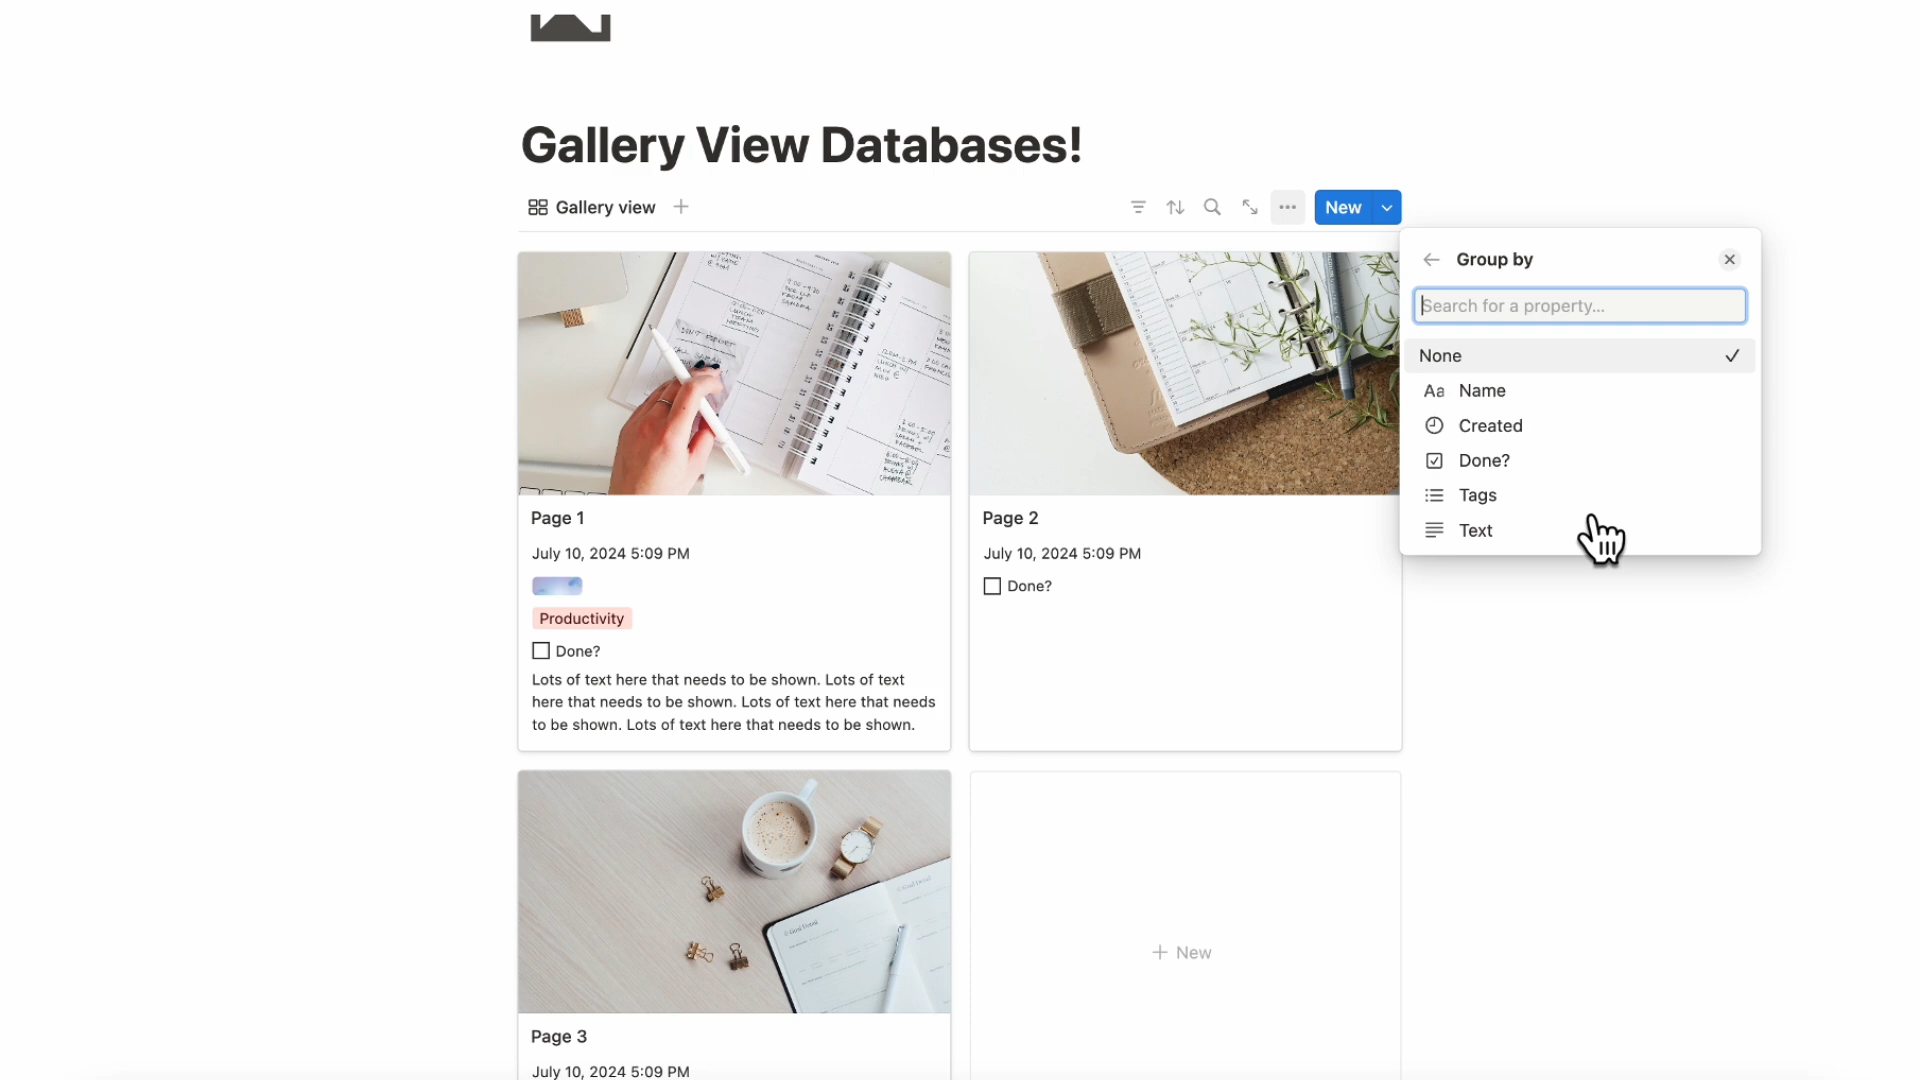 Gallery View Databases!
Gallery view
New
Group by
Search for a property...
None
Aa Name
Created
Done?
Tags
Text
Page 1
July 10, 2024 5:09 PM
Productivity
Done?
Lots of text here that needs to be shown. Lots of text
here that needs to be shown. Lots of text here that needs
to be shown. Lots of text here that needs to be shown.
Page 2
July 10, 2024 5:09 PM
Done?
Page 3
July 10, 2024 5:09 PM
+ New